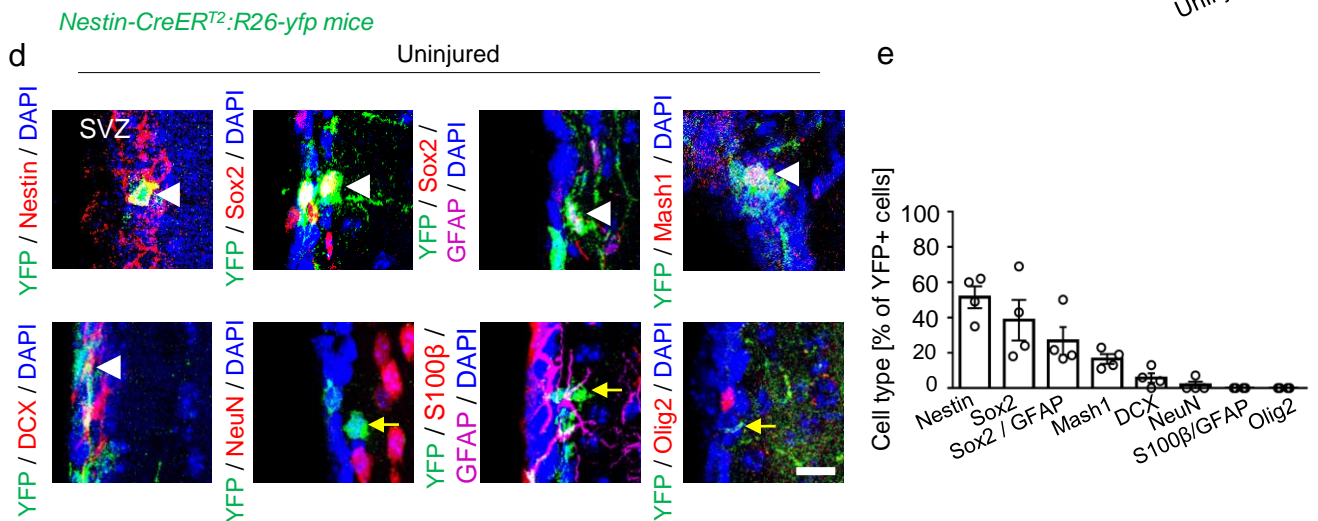 Uninj
Nestin-CreERT2:R26-yfp mice
d
Uninjured
YFP / Nestin / DAPI
SVZ
YFP / Sox2 / DAPI
YFP / Sox2 /
GFAP / DAPI
YFP / Mash1 / DAPI
YFP / DCX / DAPI
YFP / NeuN / DAPI
YFP / S100β /
GFAP / DAPI
YFP / Olig2 / DAPI
e
Cell type [% of YFP+ cells]
100
80
60
40
20
0
Nestin
Sox2
Sox2 / GFAP
Mash1
DCX
NeuN
S100β/GFAP
Olig2